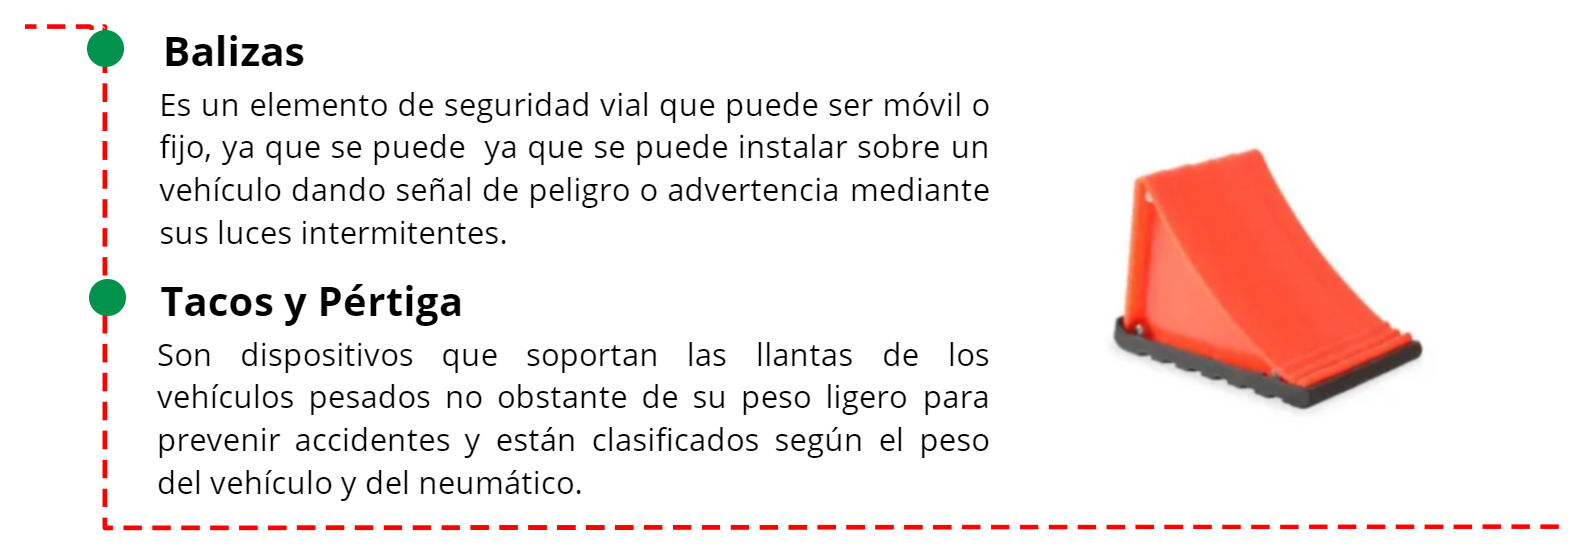 Balizas
Es un elemento de seguridad vial que puede ser móvil o
fijo, ya que se puede  ya que se puede instalar sobre un
vehículo dando señal de peligro o advertencia mediante
sus luces intermitentes.
Tacos y Pértiga
Son dispositivos que soportan las llantas de los
vehículos pesados no obstante de su peso ligero para
prevenir accidentes y están clasificados según el peso
del vehículo y del neumático.